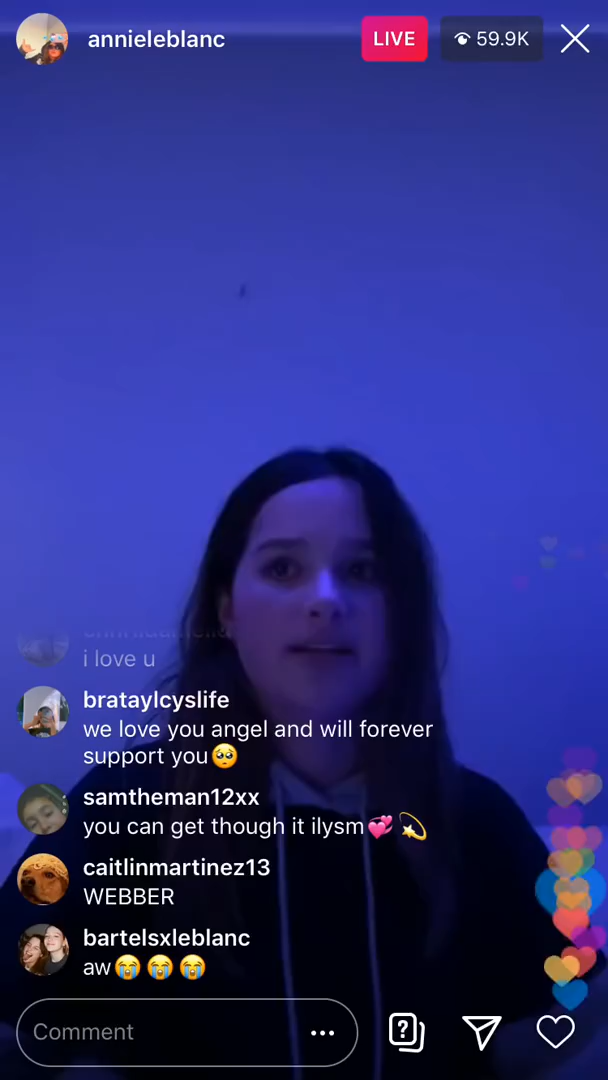 annieleblanc
LIVE
59.9K
i love u
brataylcyslife
we love you angel and will forever
support you🥺
samtheman12xx
you can get though it ilysm💞💫
caitlinmartinez13
WEBBER
bartelsxleblanc
aw😭😭😭
Comment